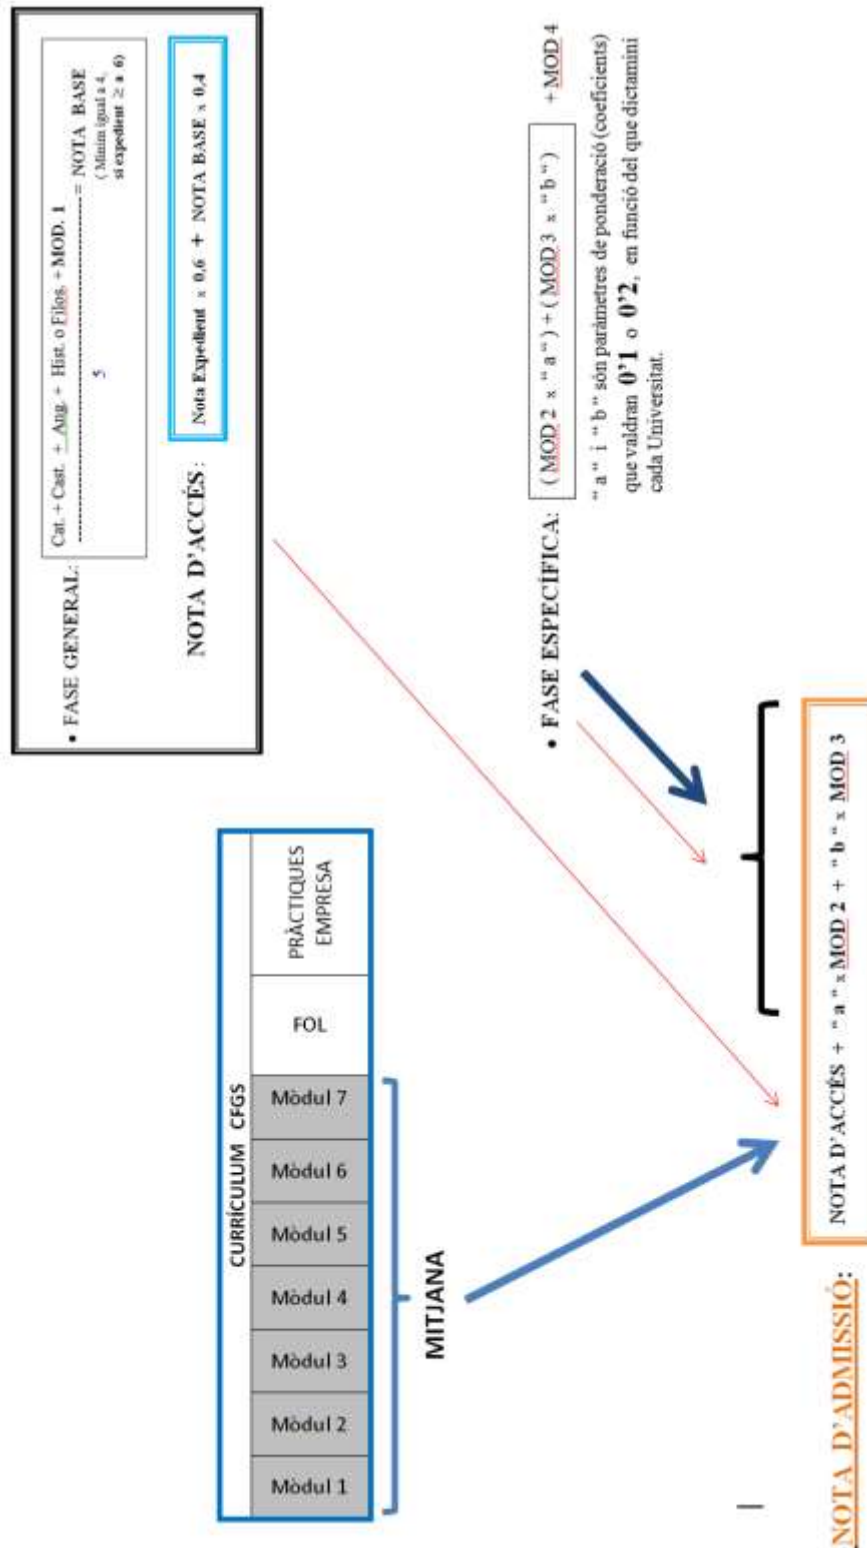 • FASE GENERAL: Cat. + Cast. + Ang. + Hist. o Filos. + MOD. 1
= NOTA BASE
5
( Mínim igual a 4,
si expedient ≥ a 6)
NOTA D'ACCÉS: Nota Expedient x 0,6 + NOTA BASE x 0,4
CURRÍCULUM CFGS
Mòdul 1 Mòdul 2 Mòdul 3 Mòdul 4 Mòdul 5 Mòdul 6 Mòdul 7 FOL PRÀCTIQUES
EMPRESA
MITJANA
• FASE ESPECÍFICA: ( MOD 2 x "a") + ( MOD 3 x "b") + MOD 4
"a" i "b" són paràmetres de ponderació (coeficients)
que valdran 0'1 o 0'2, en funció del que dictamini
cada Universitat.
NOTA D'ADMISSIÓ: NOTA D'ACCÉS + "a" x MOD 2 + "b" x MOD 3